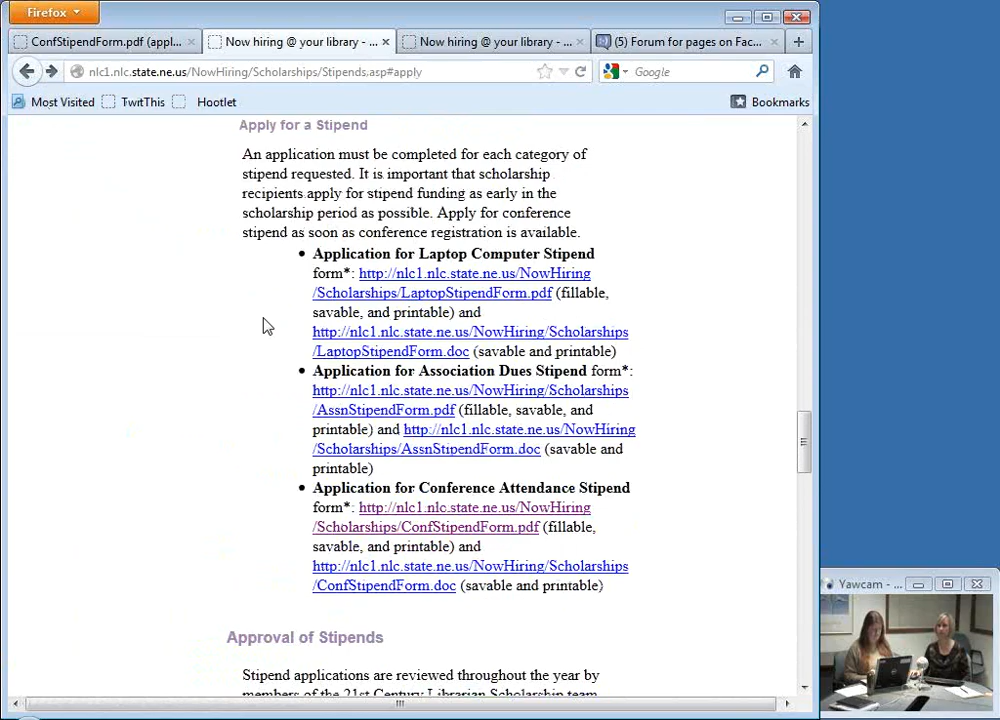 Firefox
ConfStipendForm.pdf (appl...
Now hiring @ your library - ...
Now hiring @ your library - ...
(5) Forum for pages on Fac...
nlc1.nlc.state.ne.us/NowHiring/Scholarships/Stipends.asp#apply
Google
Most Visited
TwitThis
Hootlet
Bookmarks
Apply for a Stipend
An application must be completed for each category of
stipend requested. It is important that scholarship
recipients apply for stipend funding as early in the
scholarship period as possible. Apply for conference
stipend as soon as conference registration is available.
• Application for Laptop Computer Stipend
form*: http://nlc1.nlc.state.ne.us/NowHiring
/Scholarships/LaptopStipendForm.pdf (fillable,
savable, and printable) and
http://nlc1.nlc.state.ne.us/NowHiring/Scholarships
/LaptopStipendForm.doc (savable and printable)
• Application for Association Dues Stipend form*:
http://nlc1.nlc.state.ne.us/NowHiring/Scholarships
/AssnStipendForm.pdf (fillable, savable, and
printable) and http://nlc1.nlc.state.ne.us/NowHiring
/Scholarships/AssnStipendForm.doc (savable and
printable)
• Application for Conference Attendance Stipend
form*: http://nlc1.nlc.state.ne.us/NowHiring
/Scholarships/ConfStipendForm.pdf (fillable,
savable, and printable) and
http://nlc1.nlc.state.ne.us/NowHiring/Scholarships
/ConfStipendForm.doc (savable and printable)
Approval of Stipends
Stipend applications are reviewed throughout the year by
members of the 21st Century Librarian Scholarship team
Yawcam - ...